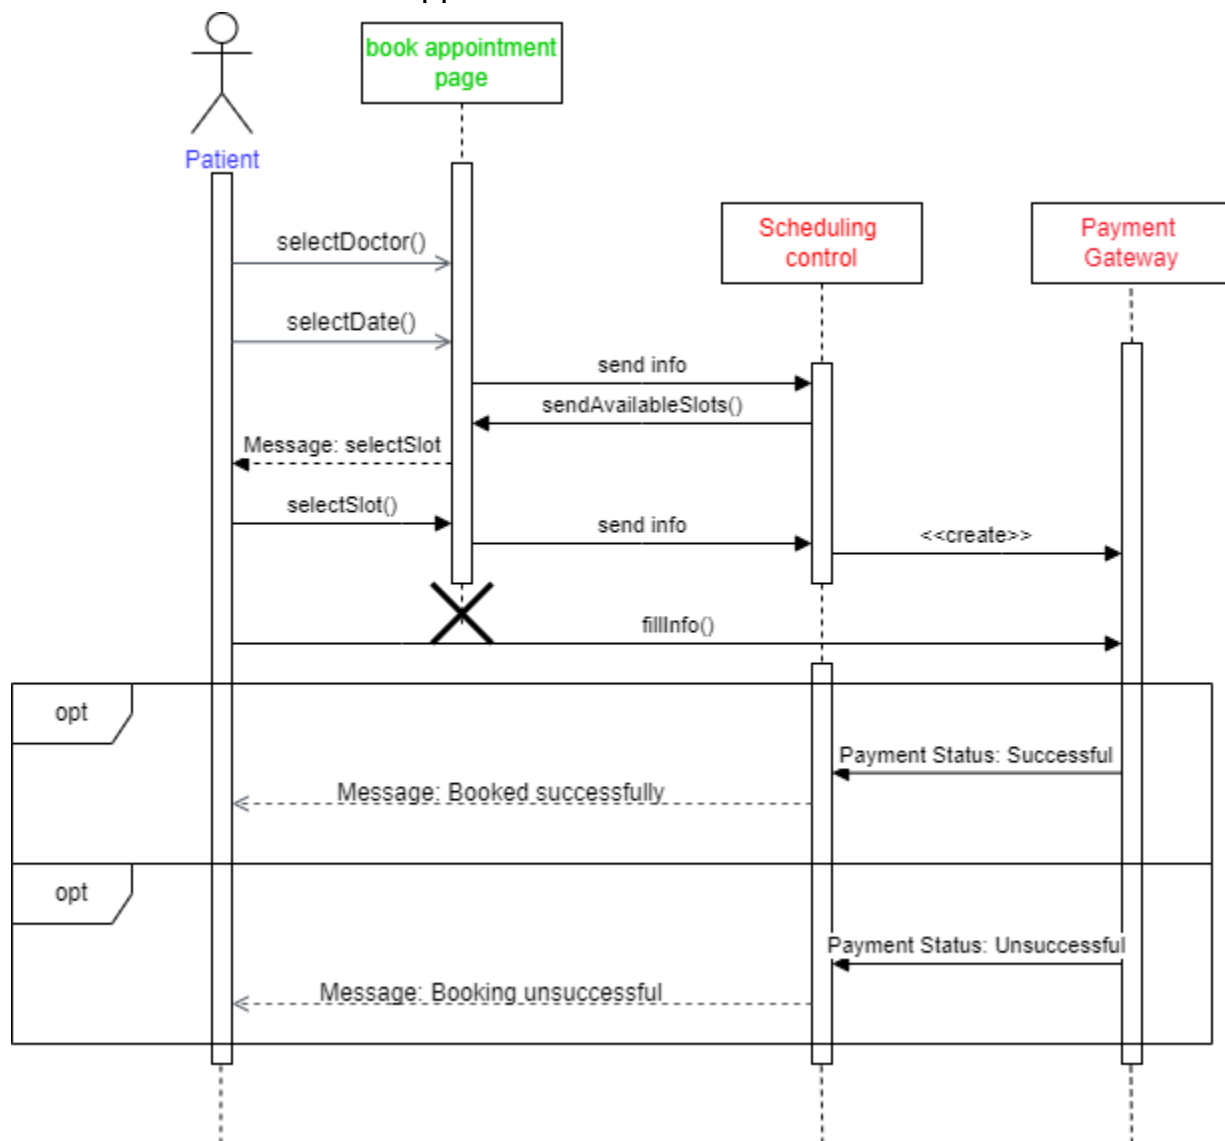 book appointment
page
Patient
Scheduling
control
Payment
Gateway
selectDoctor()
selectDate()
send info
sendAvailableSlots()
Message: selectSlot
selectSlot()
send info
<<create>>
fillInfo()
opt
Payment Status: Successful
Message: Booked successfully
opt
Payment Status: Unsuccessful
Message: Booking unsuccessful